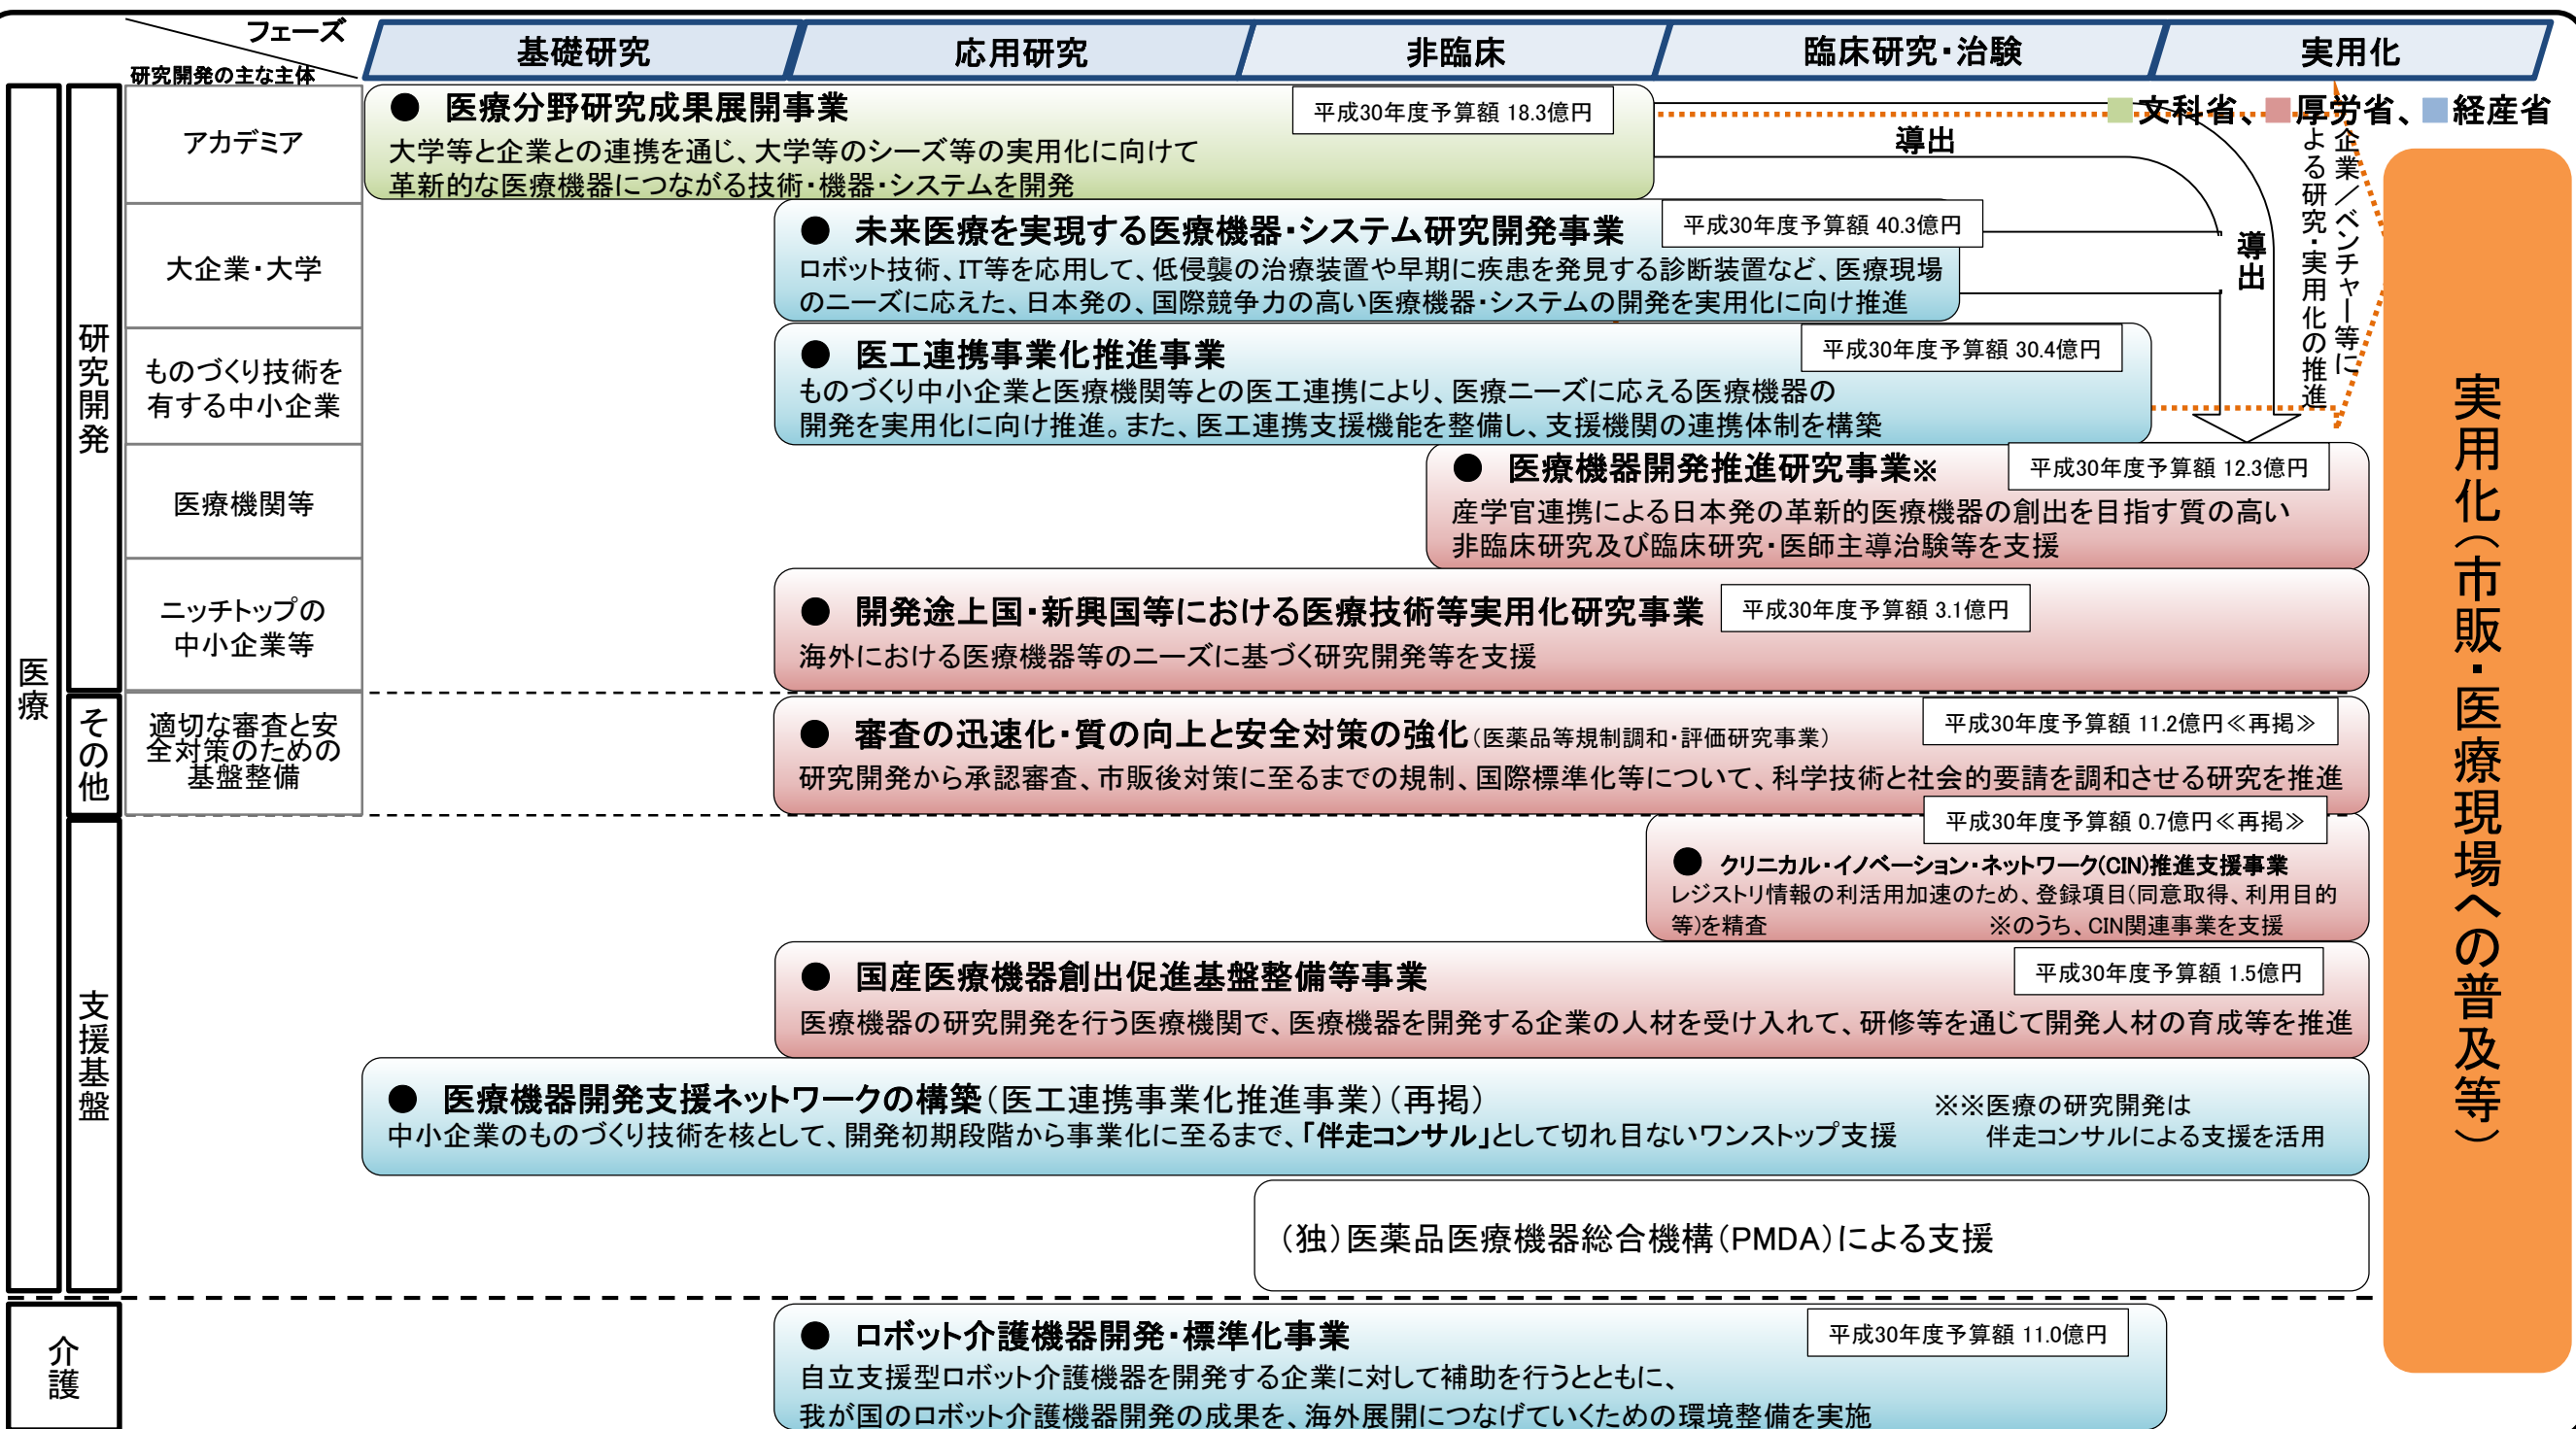 フェーズ
研究開発の主な主体
基礎研究
応用研究
非臨床
臨床研究・治験
実用化
■文科省、■厚労省、■経産省
医療
研究開発
その他
支援基盤
介護
アカデミア
大企業・大学
ものづくり技術を
有する中小企業
医療機関等
ニッチトップの
中小企業等
適切な審査と安
全対策のための
基盤整備
● 医療分野研究成果展開事業
平成30年度予算額 18.3億円
大学等と企業との連携を通じ、大学等のシーズ等の実用化に向けて
革新的な医療機器につながる技術・機器・システムを開発
導出
導出
企業／ベンチャー等に
よる研究・実用化の推進
● 未来医療を実現する医療機器・システム研究開発事業
平成30年度予算額 40.3億円
ロボット技術、IT等を応用して、低侵襲の治療装置や早期に疾患を発見する診断装置など、医療現場
のニーズに応えた、日本発の、国際競争力の高い医療機器・システムの開発を実用化に向け推進
● 医工連携事業化推進事業
平成30年度予算額 30.4億円
ものづくり中小企業と医療機関等との医工連携により、医療ニーズに応える医療機器の
開発を実用化に向け推進。また、医工連携支援機能を整備し、支援機関の連携体制を構築
● 医療機器開発推進研究事業※
平成30年度予算額 12.3億円
産学官連携による日本発の革新的医療機器の創出を目指す質の高い
非臨床研究及び臨床研究・医師主導治験等を支援
● 開発途上国・新興国等における医療技術等実用化研究事業
平成30年度予算額 3.1億円
海外における医療機器等のニーズに基づく研究開発等を支援
● 審査の迅速化・質の向上と安全対策の強化（医薬品等規制調和・評価研究事業）
平成30年度予算額 11.2億円≪再掲≫
研究開発から承認審査、市販後対策に至るまでの規制、国際標準化等について、科学技術と社会的要請を調和させる研究を推進
平成30年度予算額 0.7億円≪再掲≫
● クリニカル・イノベーション・ネットワーク(CIN)推進支援事業
レジストリ情報の利活用加速のため、登録項目（同意取得、利用目的
等）を精査 ※のうち、CIN関連事業を支援
● 国産医療機器創出促進基盤整備等事業
平成30年度予算額 1.5億円
医療機器の研究開発を行う医療機関で、医療機器を開発する企業の人材を受け入れて、研修等を通じて開発人材の育成等を推進
● 医療機器開発支援ネットワークの構築（医工連携事業化推進事業）（再掲）
中小企業のものづくり技術を核として、開発初期段階から事業化に至るまで、「伴走コンサル」として切れ目ないワンストップ支援
※※医療の研究開発は
伴走コンサルによる支援を活用
（独）医薬品医療機器総合機構（PMDA）による支援
● ロボット介護機器開発・標準化事業
平成30年度予算額 11.0億円
自立支援型ロボット介護機器を開発する企業に対して補助を行うとともに、
我が国のロボット介護機器開発の成果を、海外展開につなげていくための環境整備を実施
実用化（市販・医療現場への普及等）